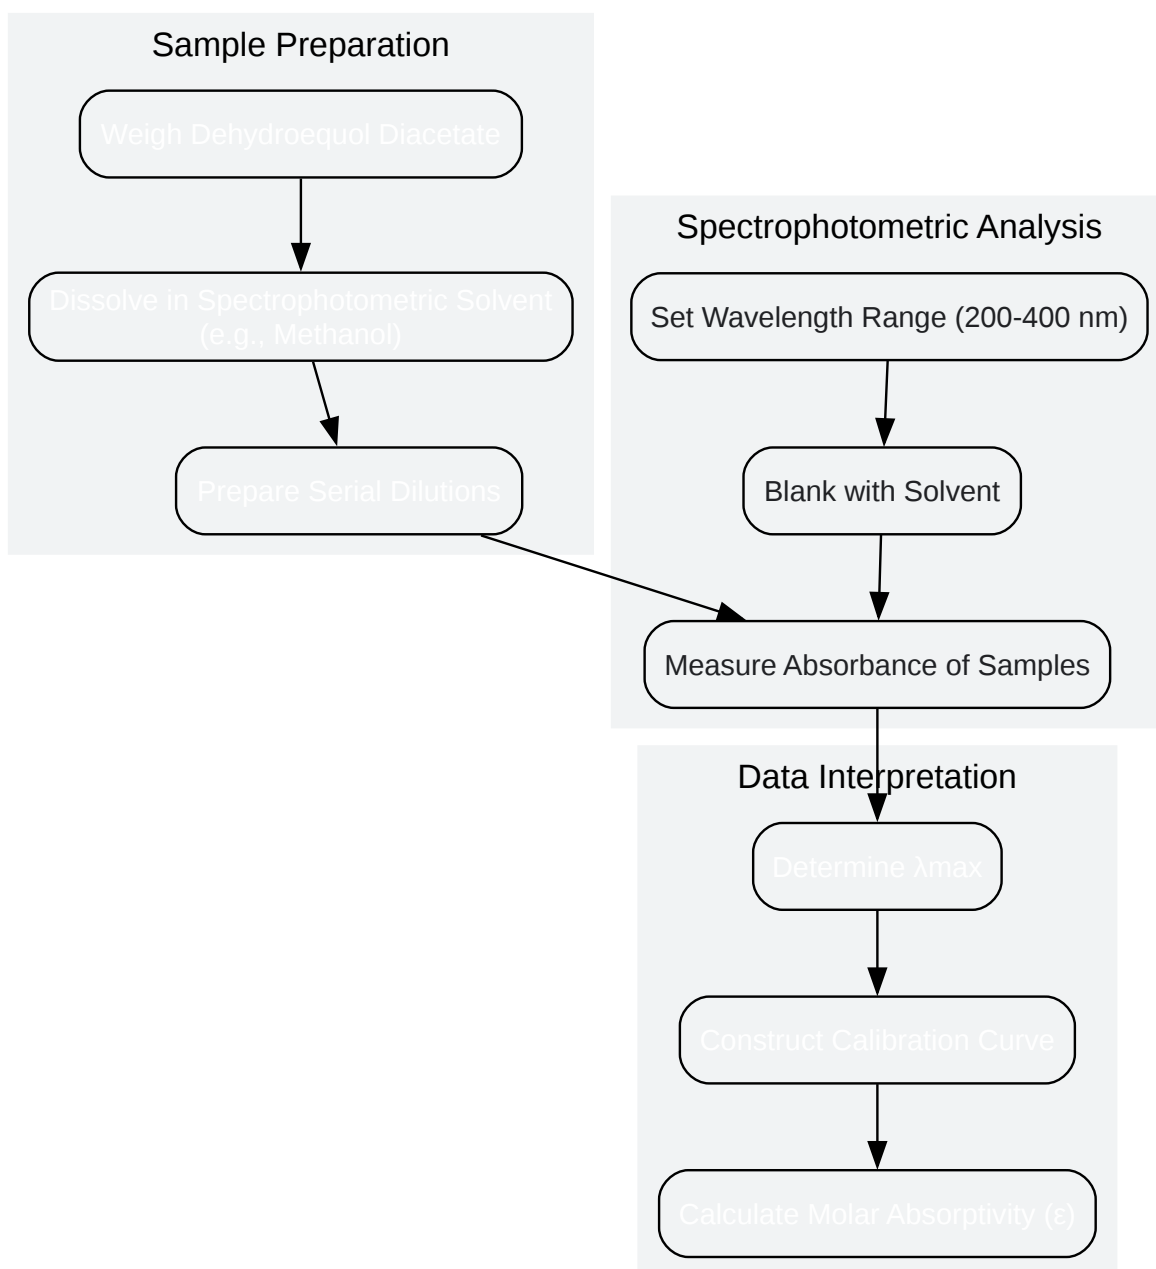 Sample Preparation
Weigh Dehydroequol Diacetate
Dissolve in Spectrophotometric Solvent
(e.g., Methanol)
Prepare Serial Dilutions
Spectrophotometric Analysis
Set Wavelength Range (200-400 nm)
Blank with Solvent
Measure Absorbance of Samples
Data Interpretation
Determine λmax
Construct Calibration Curve
Calculate Molar Absorptivity (ε)